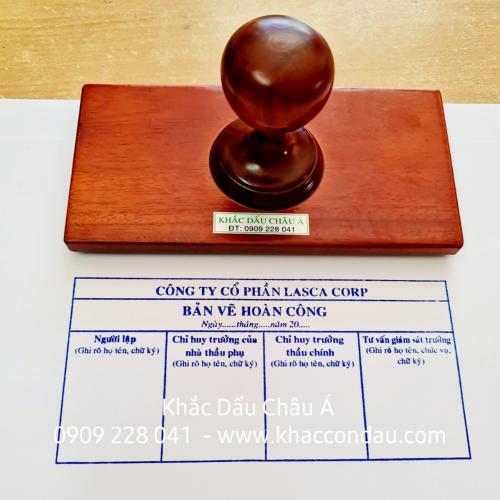 KHẮC DẤU CHÂU Á
ĐT: 0909 228 041
CÔNG TY CỔ PHẦN LASCA CORP
BẢN VẼ HOÀN CÔNG
Ngày......tháng.....năm 20.....
Người lập
(Ghi rõ họ tên, chữ ký)
Chỉ huy trưởng của
nhà thầu phụ
(Ghi rõ họ tên, chữ ký)
Chỉ huy trưởng
thầu chính
(Ghi rõ họ tên, chữ ký)
Tư vấn giám sát trưởng
(Ghi rõ họ tên, chức vụ,
chữ ký)
Khắc Dấu Châu Á
0909 228 041 - www.khaccondau.com